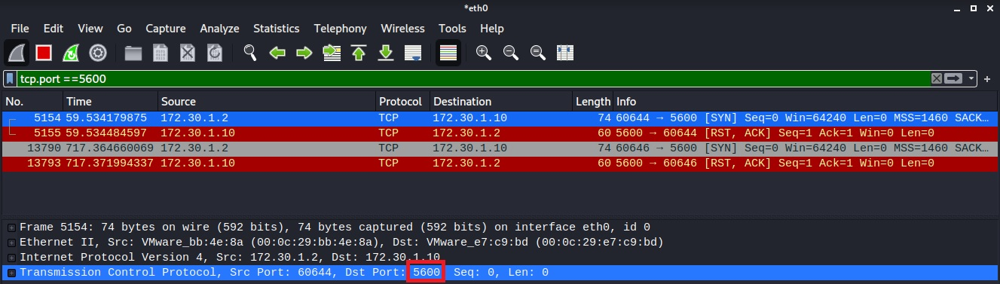 *eth0
File Edit View Go Capture Analyze Statistics Telephony Wireless Tools Help
tcp.port ==5600
No. Time Source Protocol Destination Length Info
5154 59.534179875 172.30.1.2 TCP 172.30.1.10 74 60644 → 5600 [SYN] Seq=0 Win=64240 Len=0 MSS=1460 SACK…
5155 59.534484597 172.30.1.10 TCP 172.30.1.2 60 5600 → 60644 [RST, ACK] Seq=1 Ack=1 Win=0 Len=0
13790 717.364660069 172.30.1.2 TCP 172.30.1.10 74 60646 → 5600 [SYN] Seq=0 Win=64240 Len=0 MSS=1460 SACK…
13793 717.371994337 172.30.1.10 TCP 172.30.1.2 60 5600 → 60646 [RST, ACK] Seq=1 Ack=1 Win=0 Len=0
Frame 5154: 74 bytes on wire (592 bits), 74 bytes captured (592 bits) on interface eth0, id 0
Ethernet II, Src: VMware_bb:4e:8a (00:0c:29:bb:4e:8a), Dst: VMware_e7:c9:bd (00:0c:29:e7:c9:bd)
Internet Protocol Version 4, Src: 172.30.1.2, Dst: 172.30.1.10
Transmission Control Protocol, Src Port: 60644, Dst Port: 5600 Seq: 0, Len: 0